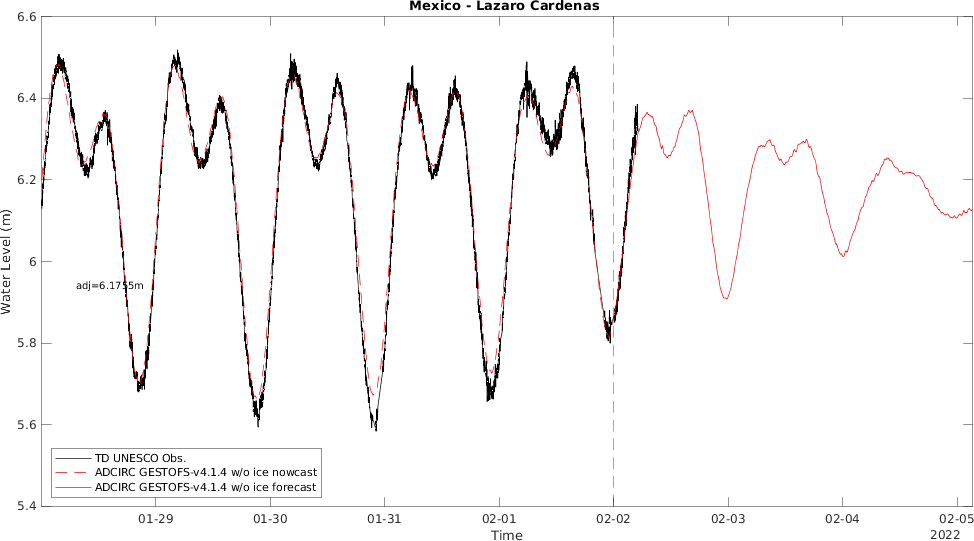 Mexico - Lazaro Cardenas
6.6
6.4
6.2
6
5.8
5.6
5.4
Water Level (m)
adj=6.1755m
TD UNESCO Obs.
ADCIRC GESTOFS-v4.1.4 w/o ice nowcast
ADCIRC GESTOFS-v4.1.4 w/o ice forecast
01-29 01-30 01-31 02-01 02-02 02-03 02-04 02-05
Time
2022